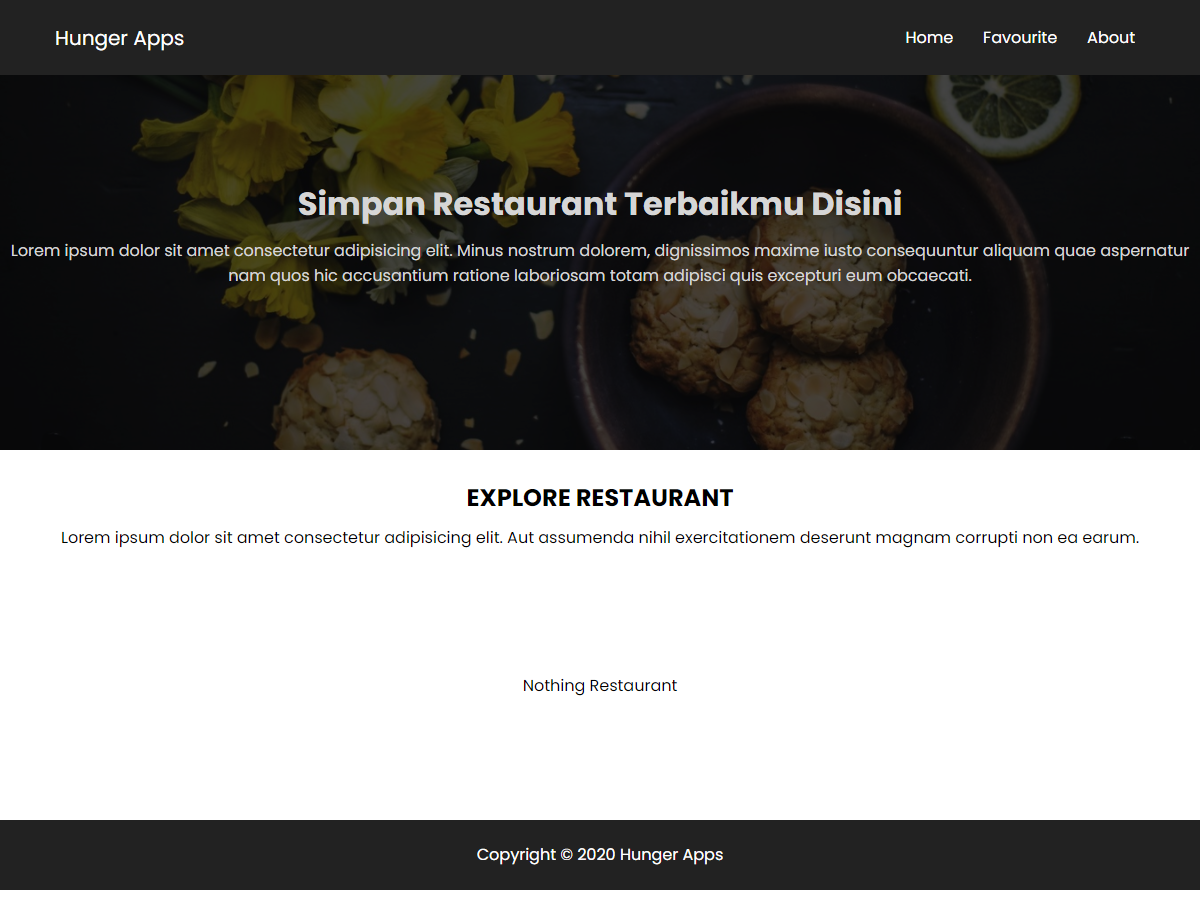 Hunger Apps
Home Favourite About
Simpan Restaurant Terbaikmu Disini
Lorem ipsum dolor sit amet consectetur adipisicing elit. Minus nostrum dolorem, dignissimos maxime iusto consequuntur aliquam quae aspernatur
nam quos hic accusantium ratione laboriosam totam adipisci quis excepturi eum obcaecati.
EXPLORE RESTAURANT
Lorem ipsum dolor sit amet consectetur adipisicing elit. Aut assumenda nihil exercitationem deserunt magnam corrupti non ea earum.
Nothing Restaurant
Copyright © 2020 Hunger Apps